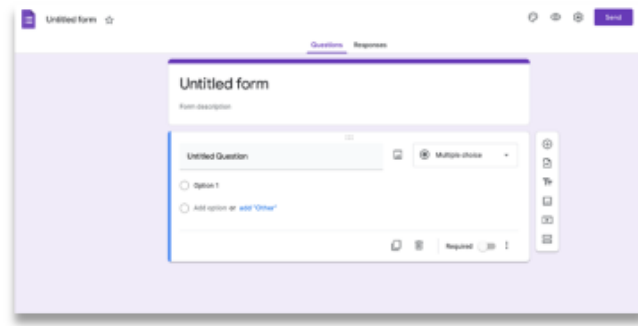 Untitled form
Send
Questions Responses
Untitled form
Form description
Untitled Question
Multiple choice
Option 1
Add option or add "Other"
Required
Tr